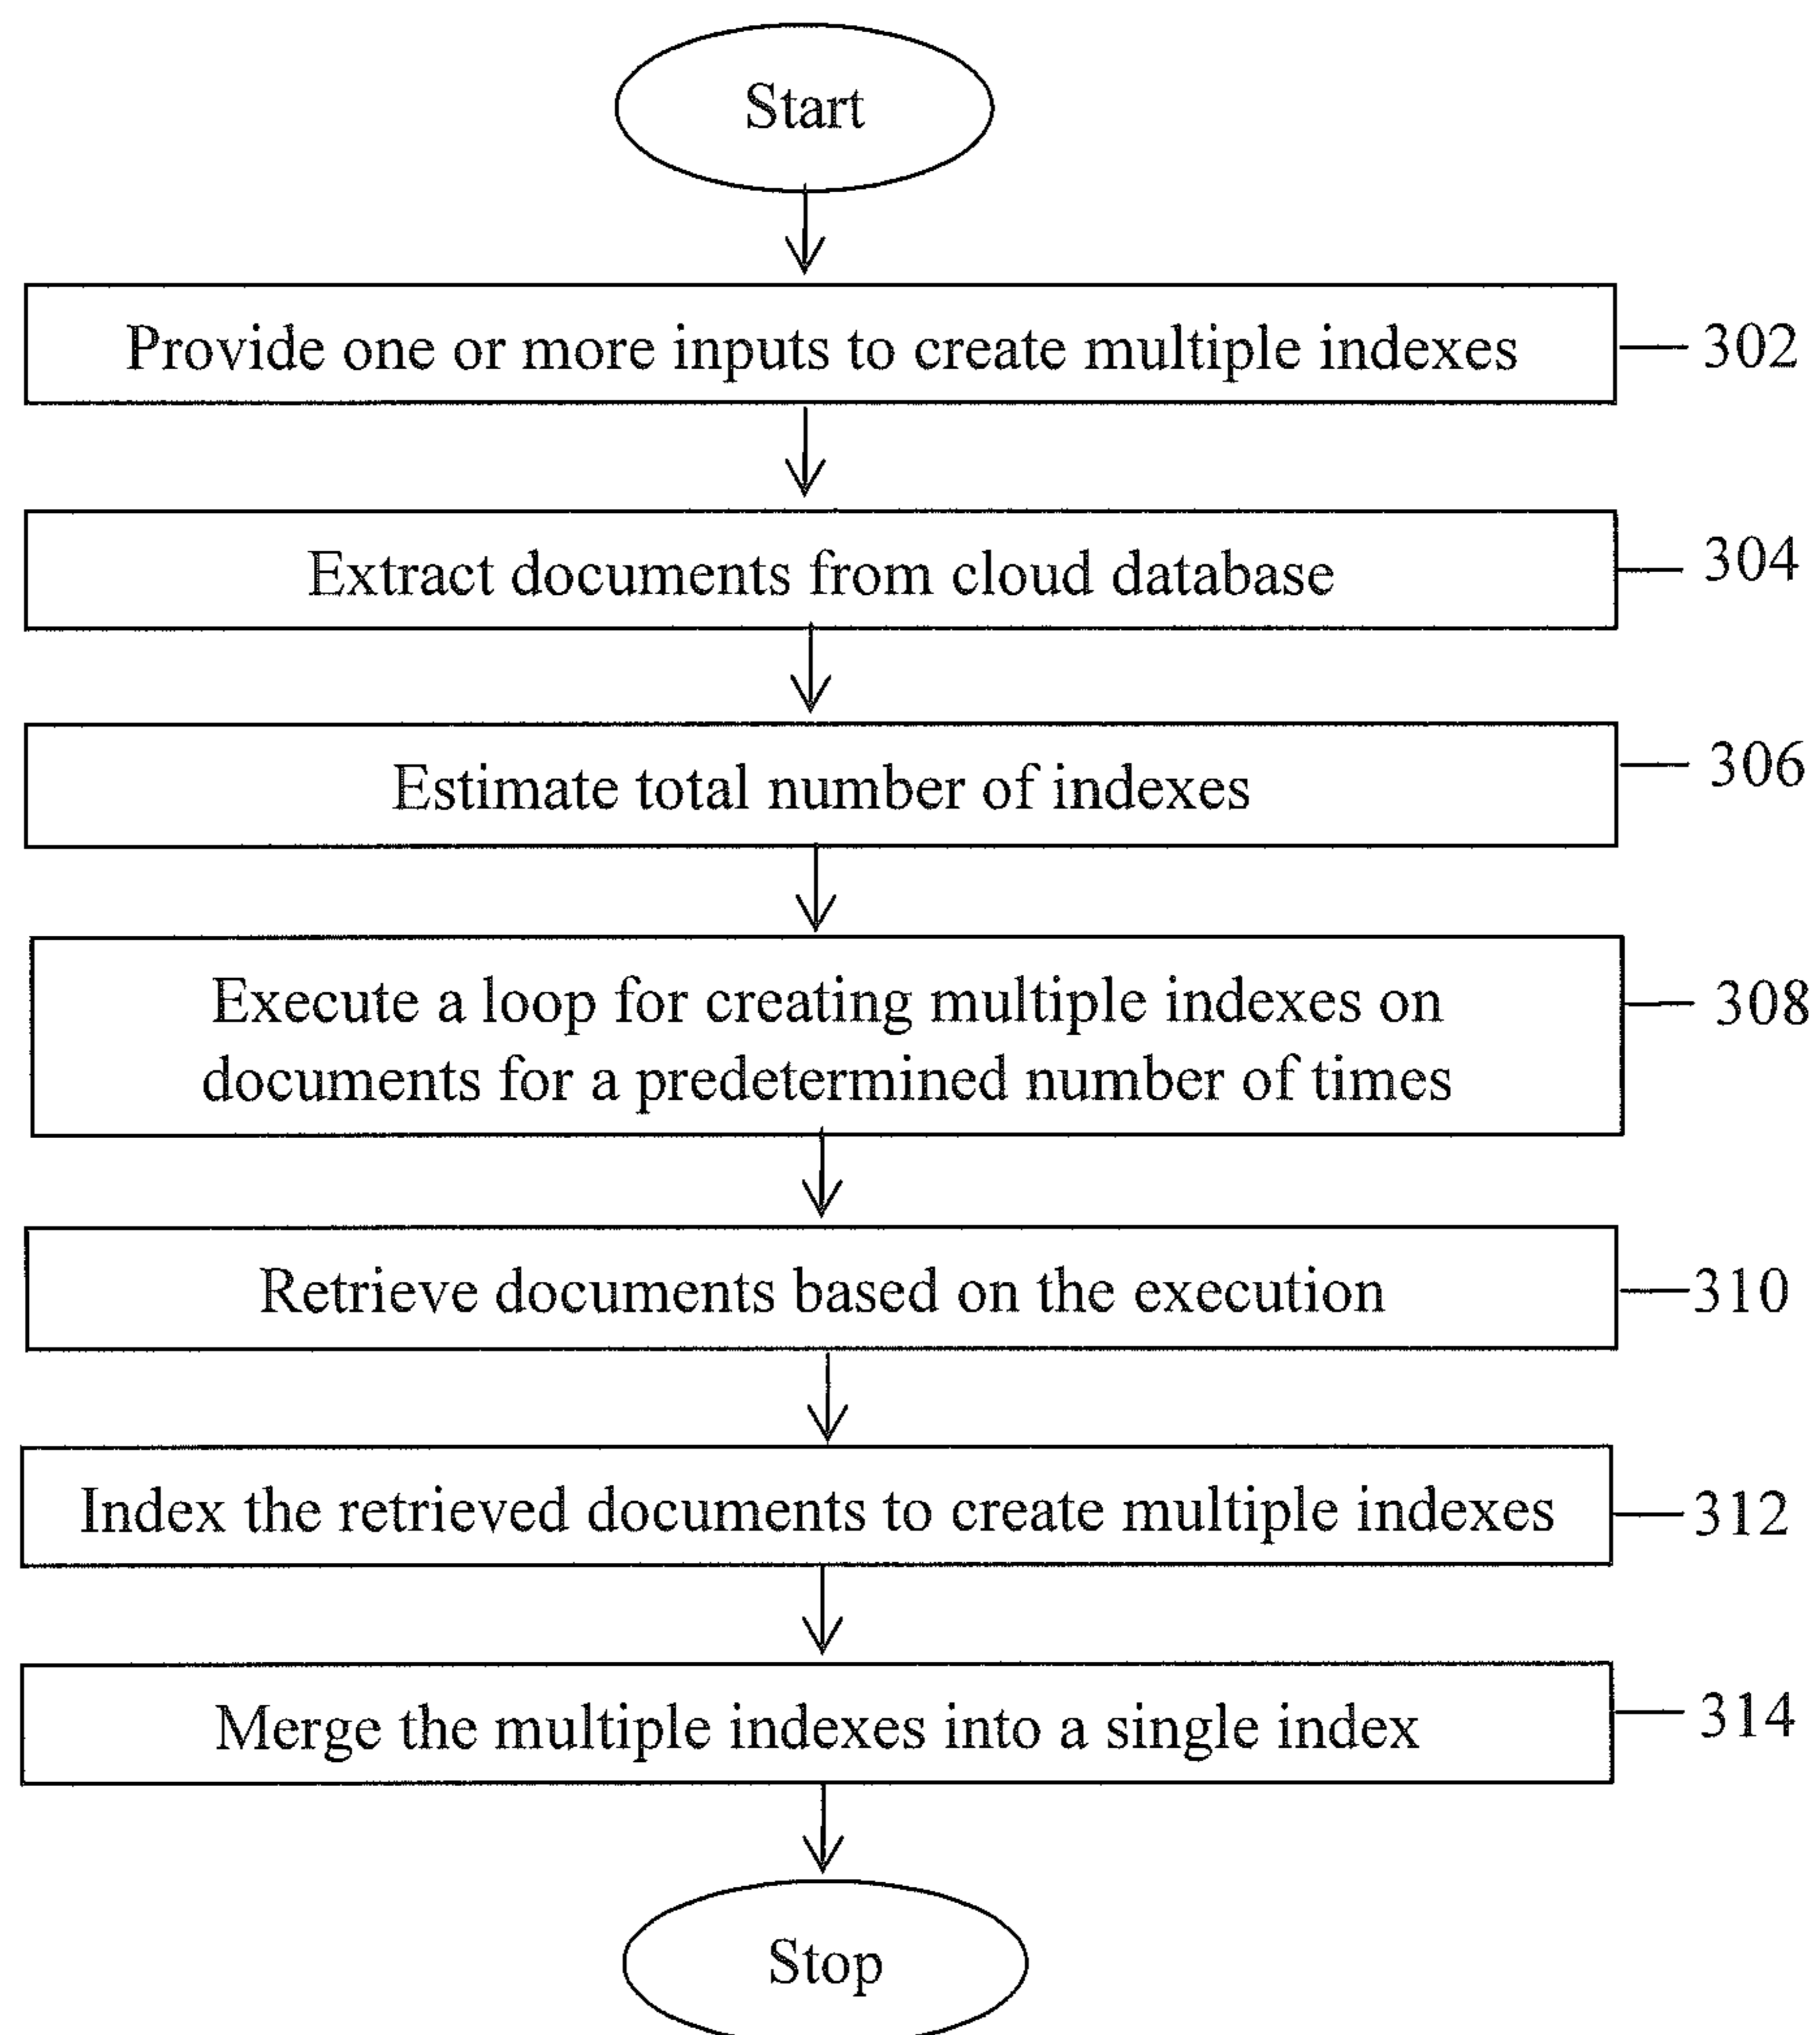 Start
Provide one or more inputs to create multiple indexes
302
Extract documents from cloud database
304
Estimate total number of indexes
306
Execute a loop for creating multiple indexes on
documents for a predetermined number of times
308
Retrieve documents based on the execution
310
Index the retrieved documents to create multiple indexes
312
Merge the multiple indexes into a single index
314
Stop